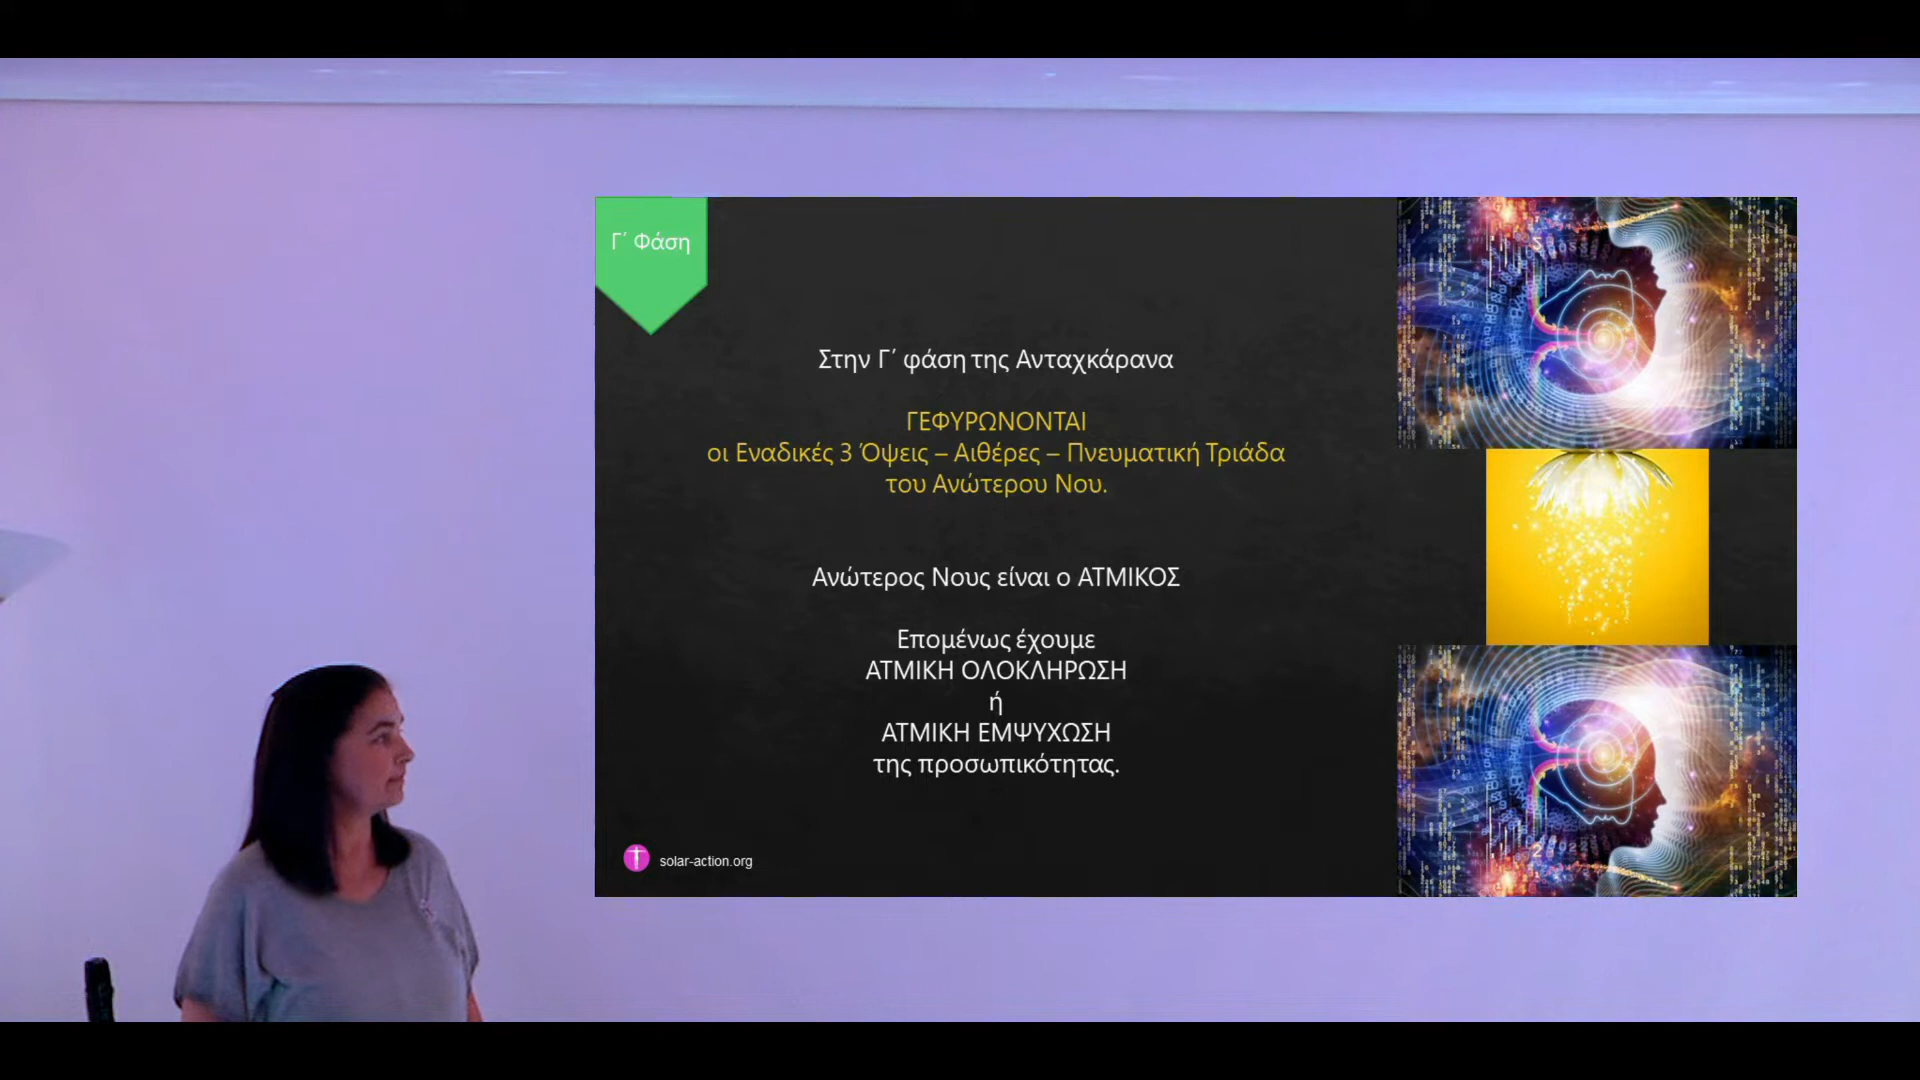 Γ΄ Φάση
Στην Γ΄ φάση της Ανταχκάρανα
ΓΕΦΥΡΩΝΟΝΤΑΙ
οι Εναδικές 3 Όψεις – Αιθέρες – Πνευματική Τριάδα
του Ανώτερου Νου.
Ανώτερος Νους είναι ο ΑΤΜΙΚΟΣ
Επομένως έχουμε
ΑΤΜΙΚΗ ΟΛΟΚΛΗΡΩΣΗ
ή
ΑΤΜΙΚΗ ΕΜΨΥΧΩΣΗ
της προσωπικότητας.
solar-action.org